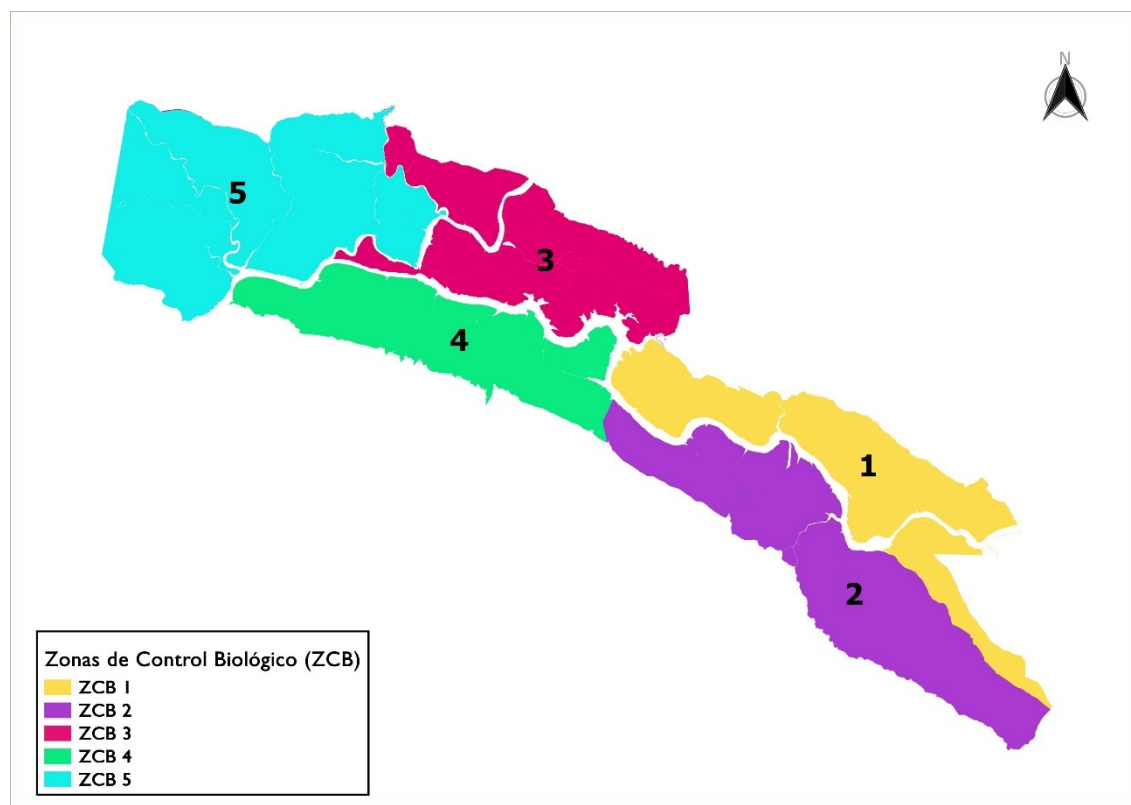 N
5
3
4
1
2
Zonas de Control Biológico (ZCB)
ZCB 1
ZCB 2
ZCB 3
ZCB 4
ZCB 5